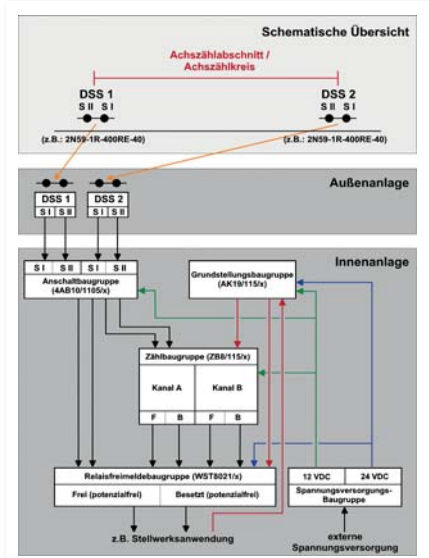 Schematische Übersicht
Achszählabschnitt /
Achszählkreis
DSS 1
S II S I
DSS 2
S II S I
(z.B.: 2N59-1R-400RE-40)
(z.B.: 2N59-1R-400RE-40)
Außenanlage
DSS 1
S I S II
DSS 2
S I S II
Innenanlage
S I S II S I S II
Anschaltbaugruppe
(4AB10/1105/x)
Grundstellungsbaugruppe
(AK19/115/x)
Zählbaugruppe (ZB8/115/x)
Kanal A Kanal B
F B F B
Relaisfreimeldebaugruppe (WST8021/x)
Frei (potenzialfrei) Besetzt (potenzialfrei)
12 VDC 24 VDC
Spannungsversorgungs-
Baugruppe
z.B. Stellwerksanwendung
externe
Spannungsversorgung